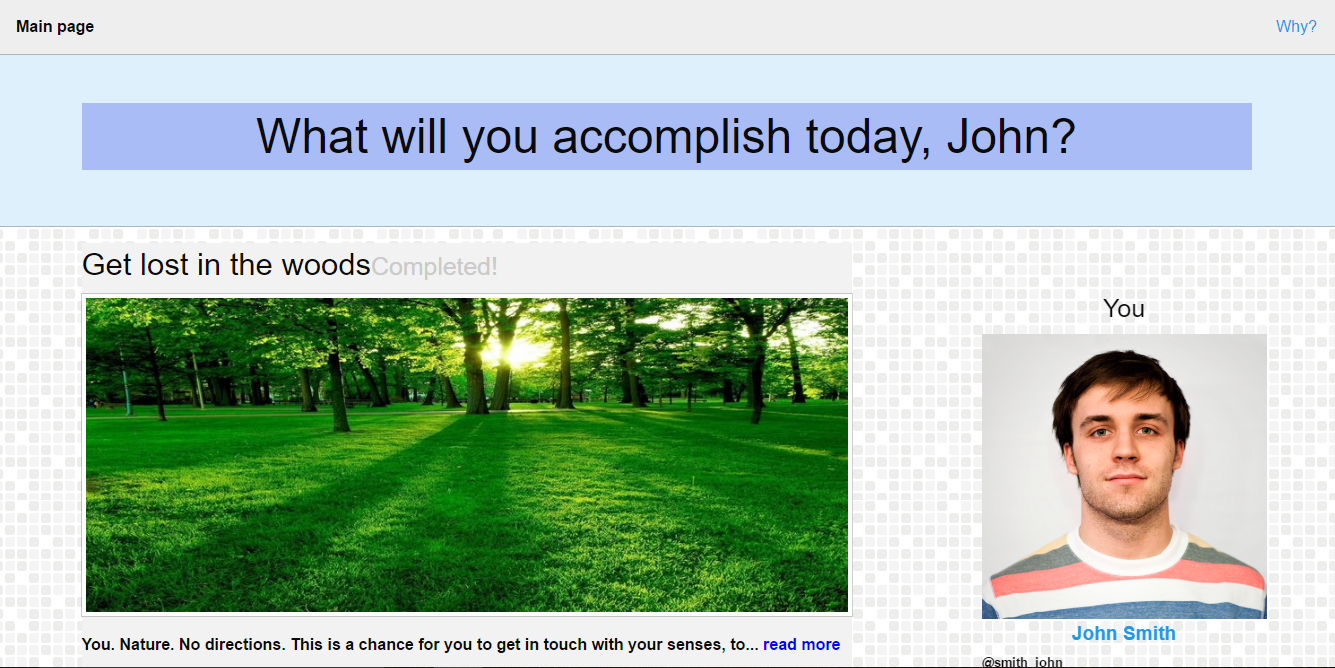 Main page
Why?
What will you accomplish today, John?
Get lost in the woodsCompleted!
You
You. Nature. No directions. This is a chance for you to get in touch with your senses, to... read more
John Smith
@smith_john